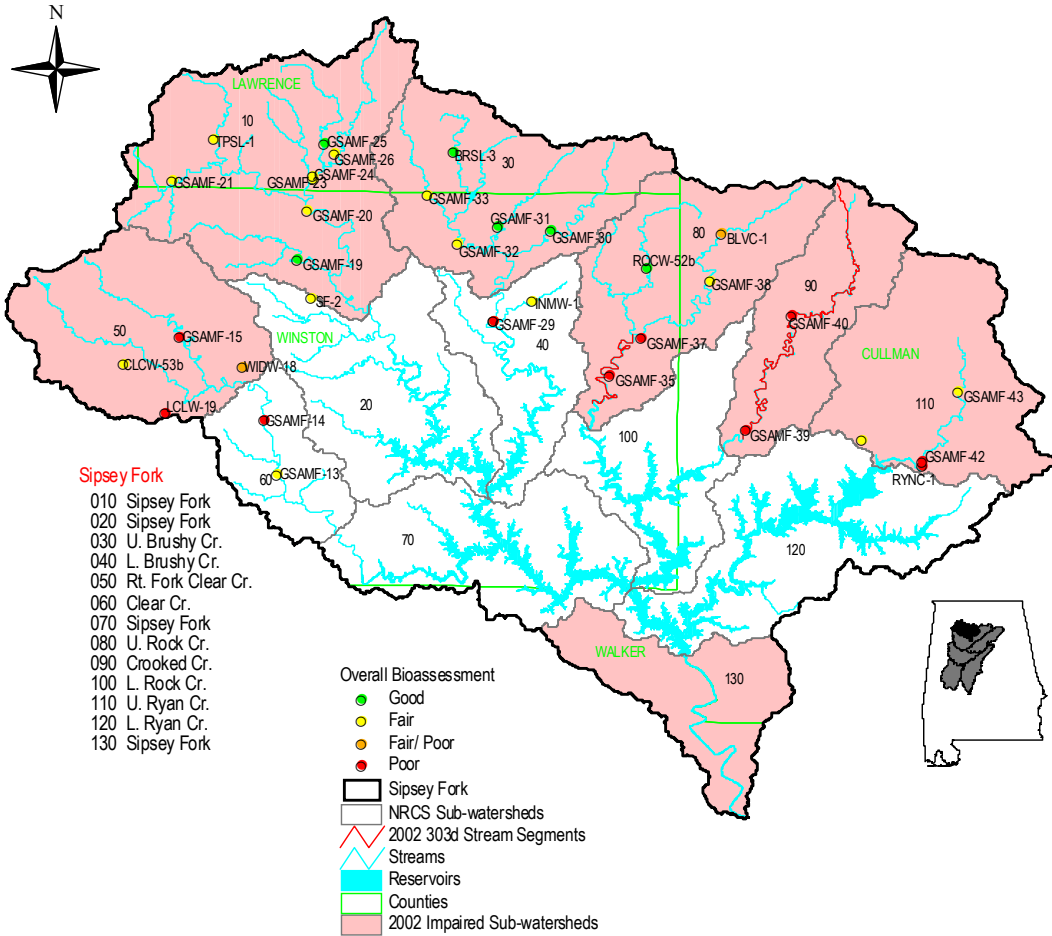 N
LAWRENCE
10
TPSL-1
GSAMF-25
GSAMF-26
BRSL-3
30
GSAMF-21
GSAMF-24
GSAMF-23
GSAMF-33
GSAMF-20
GSAMF-31
GSAMF-30
GSAMF-32
80
BLVC-1
ROCW-52b
GSAMF-38
90
GSAMF-19
SF-2
INMW-1
GSAMF-29
40
GSAMF-40
50
GSAMF-15
WINSTON
GSAMF-37
CULLMAN
CLCW-53b
WIDW-18
GSAMF-35
20
GSAMF-43
110
LCLW-19
GSAMF-14
100
GSAMF-39
GSAMF-42
RYNC-1
GSAMF-13
60
70
120
WALKER
130
Sipsey Fork
010 Sipsey Fork
020 Sipsey Fork
030 U. Brushy Cr.
040 L. Brushy Cr.
050 Rt. Fork Clear Cr.
060 Clear Cr.
070 Sipsey Fork
080 U. Rock Cr.
090 Crooked Cr.
100 L. Rock Cr.
110 U. Ryan Cr.
120 L. Ryan Cr.
130 Sipsey Fork
Overall Bioassessment
Good
Fair
Fair/ Poor
Poor
Sipsey Fork
NRCS Sub-watersheds
2002 303d Stream Segments
Streams
Reservoirs
Counties
2002 Impaired Sub-watersheds